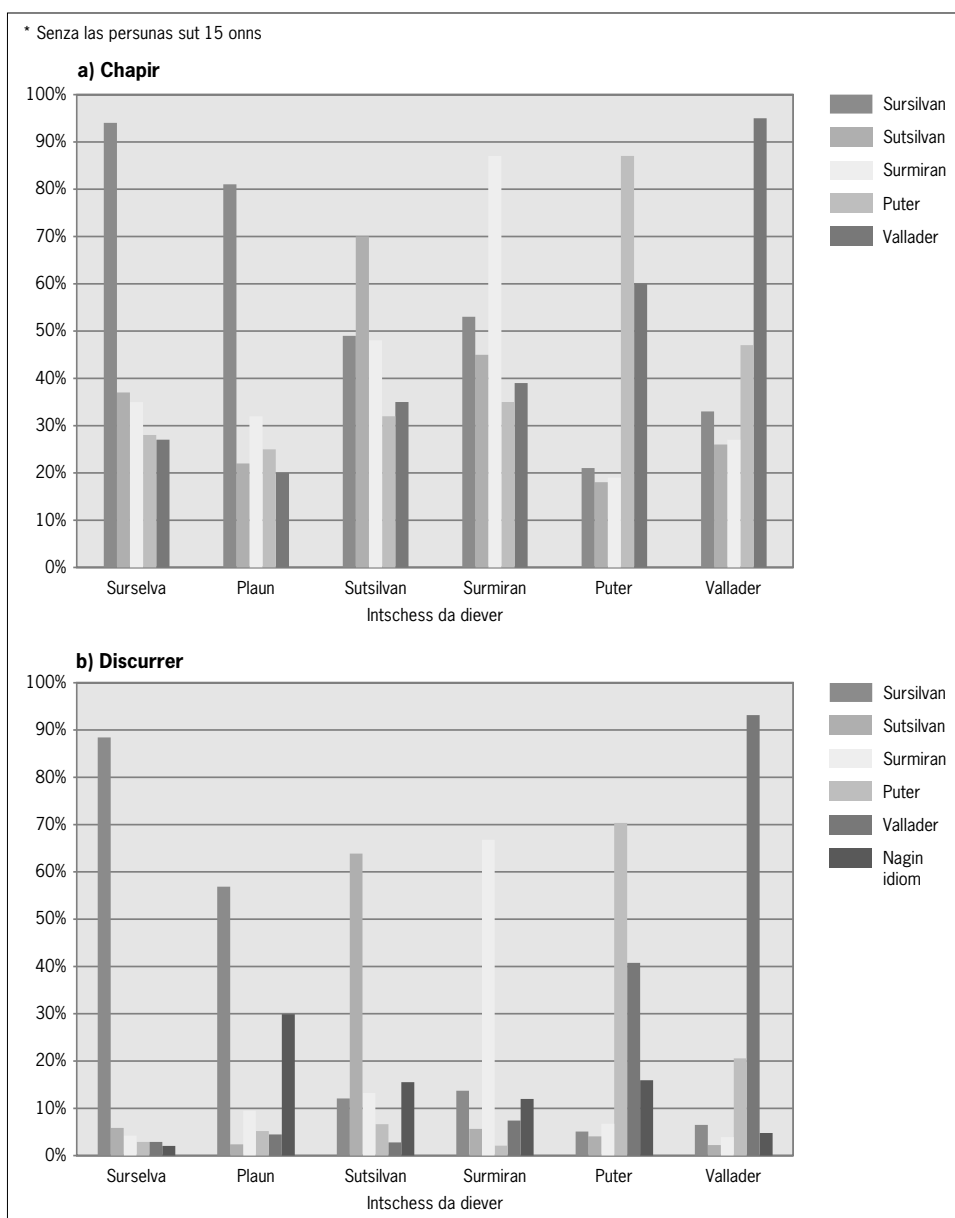 * Senza las persunas sut 15 onns
a) Chapir
100%
90%
80%
70%
60%
50%
40%
30%
20%
10%
0%
Surselva Plaun Sutsilvan Surmiran Puter Vallader
Intschess da diever
Sursilvan
Sutsilvan
Surmiran
Puter
Vallader
b) Discurrer
100%
90%
80%
70%
60%
50%
40%
30%
20%
10%
0%
Surselva Plaun Sutsilvan Surmiran Puter Vallader
Intschess da diever
Sursilvan
Sutsilvan
Surmiran
Puter
Vallader
Nagin
idiom